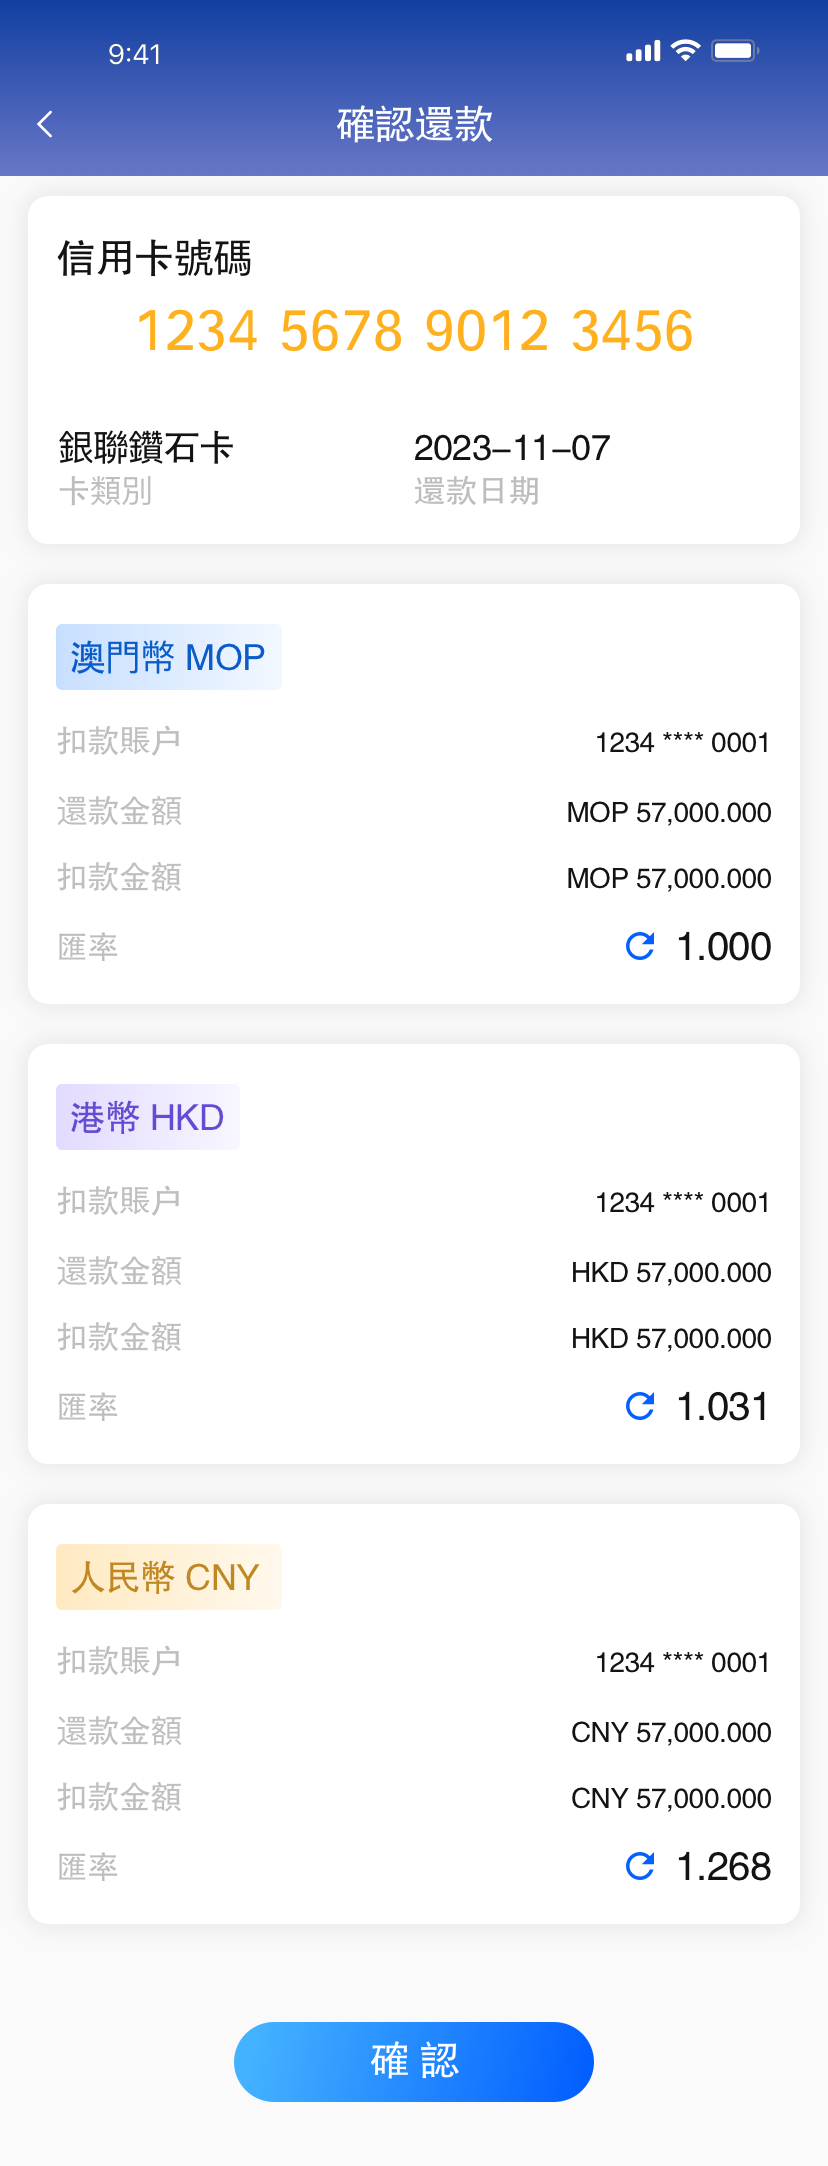 9:41
確認還款
信用卡號碼
1234 5678 9012 3456
銀聯鑽石卡 2023-11-07
卡類別 還款日期
澳門幣 MOP
扣款賬户 1234 **** 0001
還款金額 MOP 57,000.000
扣款金額 MOP 57,000.000
匯率 1.000
港幣 HKD
扣款賬户 1234 **** 0001
還款金額 HKD 57,000.000
扣款金額 HKD 57,000.000
匯率 1.031
人民幣 CNY
扣款賬户 1234 **** 0001
還款金額 CNY 57,000.000
扣款金額 CNY 57,000.000
匯率 1.268
確 認